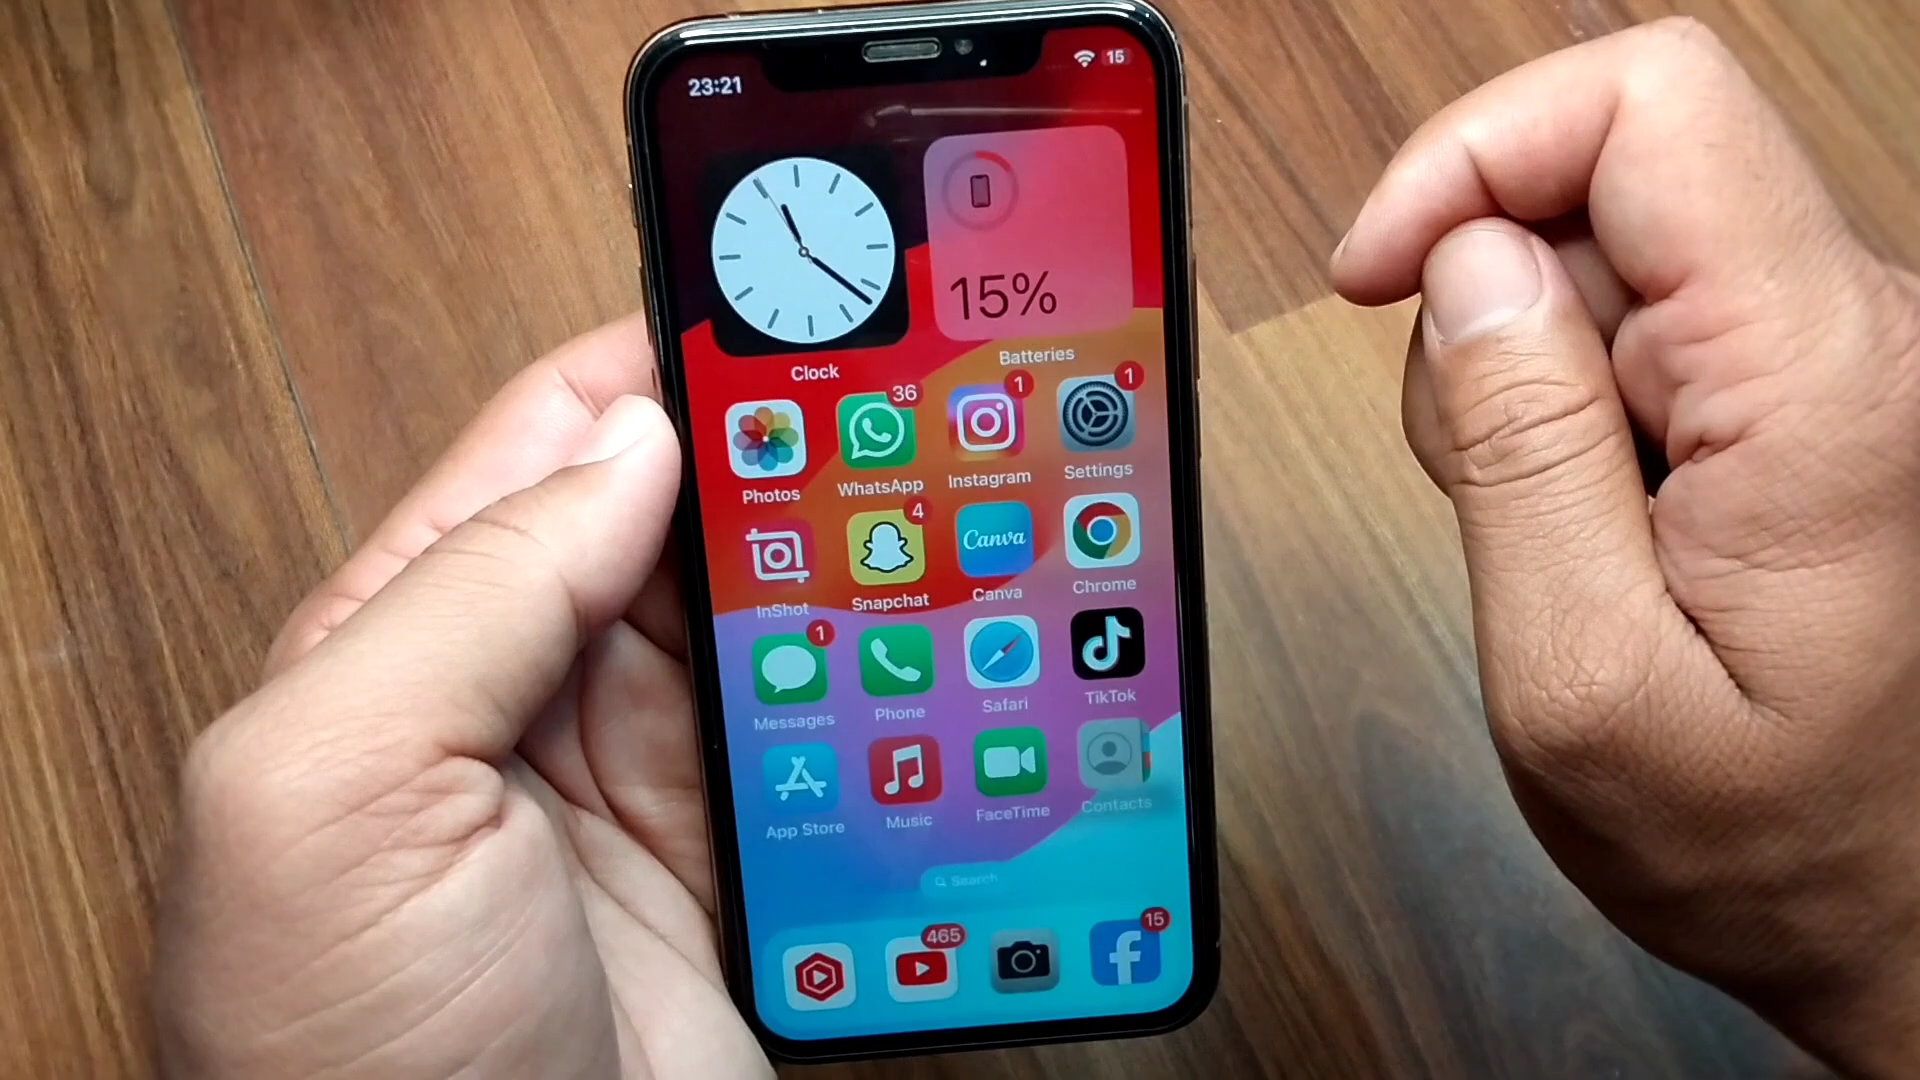 23:21
15
15%
Clock
Batteries
36
1
1
Photos
WhatsApp
Instagram
Settings
4
Canva
InShot
Snapchat
Canva
Chrome
1
Messages
Phone
Safari
TikTok
App Store
Music
FaceTime
Contacts
Search
465
15